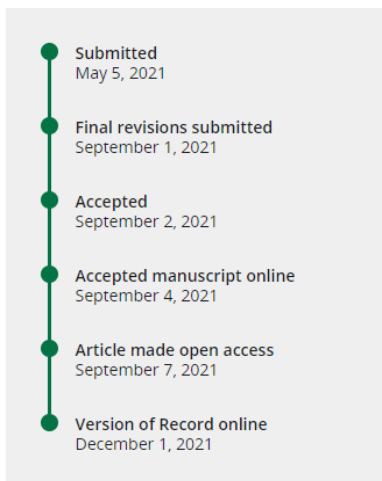 Submitted
May 5, 2021
Final revisions submitted
September 1, 2021
Accepted
September 2, 2021
Accepted manuscript online
September 4, 2021
Article made open access
September 7, 2021
Version of Record online
December 1, 2021